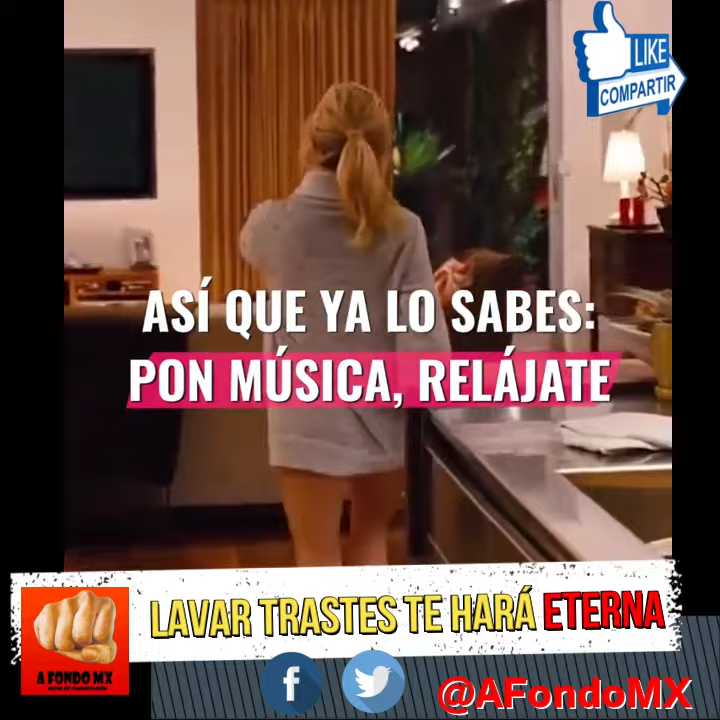 LIKE
COMPARTIR
ASÍ QUE YA LO SABES:
PON MÚSICA, RELÁJATE
LAVAR TRASTES TE HARÁ ETERNA
A FONDO MX
@AFondoMX